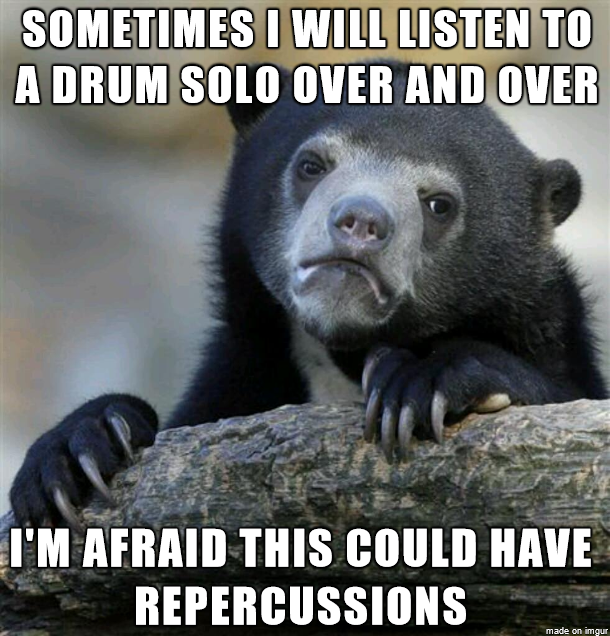 SOMETIMES I WILL LISTEN TO
A DRUM SOLO OVER AND OVER
I'M AFRAID THIS COULD HAVE
REPERCUSSIONS
made on imgur